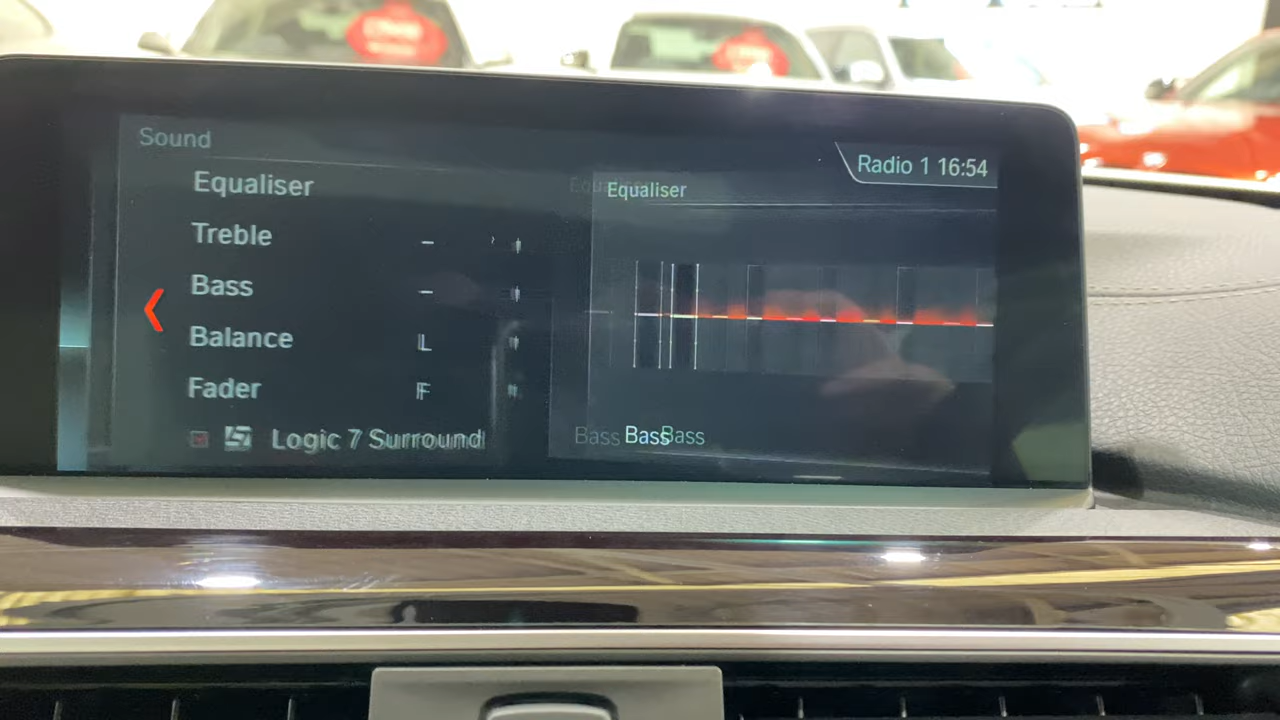 Sound
Radio 1 16:54
Equaliser
Treble - +
Bass - +
Balance L
Fader F
Logic 7 Surround
Equaliser
Bass Bass Bass